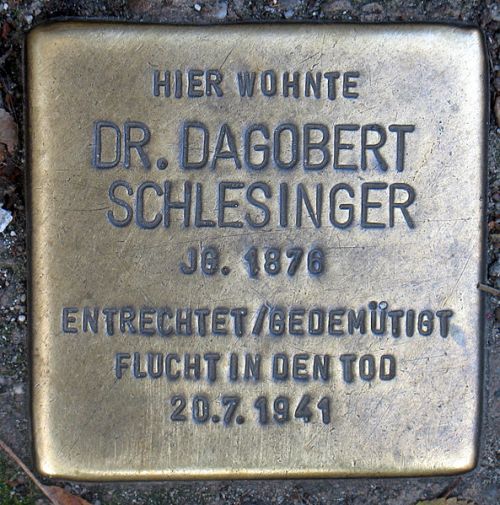 HIER WOHNTE
DR. DAGOBERT
SCHLESINGER
JG. 1876
ENTRECHTET/GEDEMÜTIGT
FLUCHT IN DEN TOD
20.7.1941